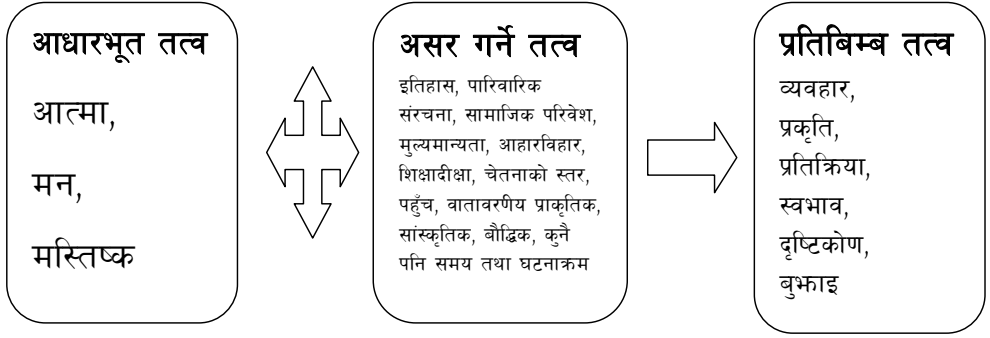 आधारभूत तत्व
आत्मा,
मन,
मस्तिष्क
असर गर्ने तत्व
इतिहास, पारिवारिक
संरचना, सामाजिक परिवेश,
मुल्यमान्यता, आहारविहार,
शिक्षादीक्षा, चेतनाको स्तर,
पहुँच, वातावरणीय प्राकृतिक,
सांस्कृतिक, बौद्धिक, कुनै
पनि समय तथा घटनाक्रम
प्रतिबिम्ब तत्व
व्यवहार,
प्रकृति,
प्रतिक्रिया,
स्वभाव,
दृष्टिकोण,
बुझाइ